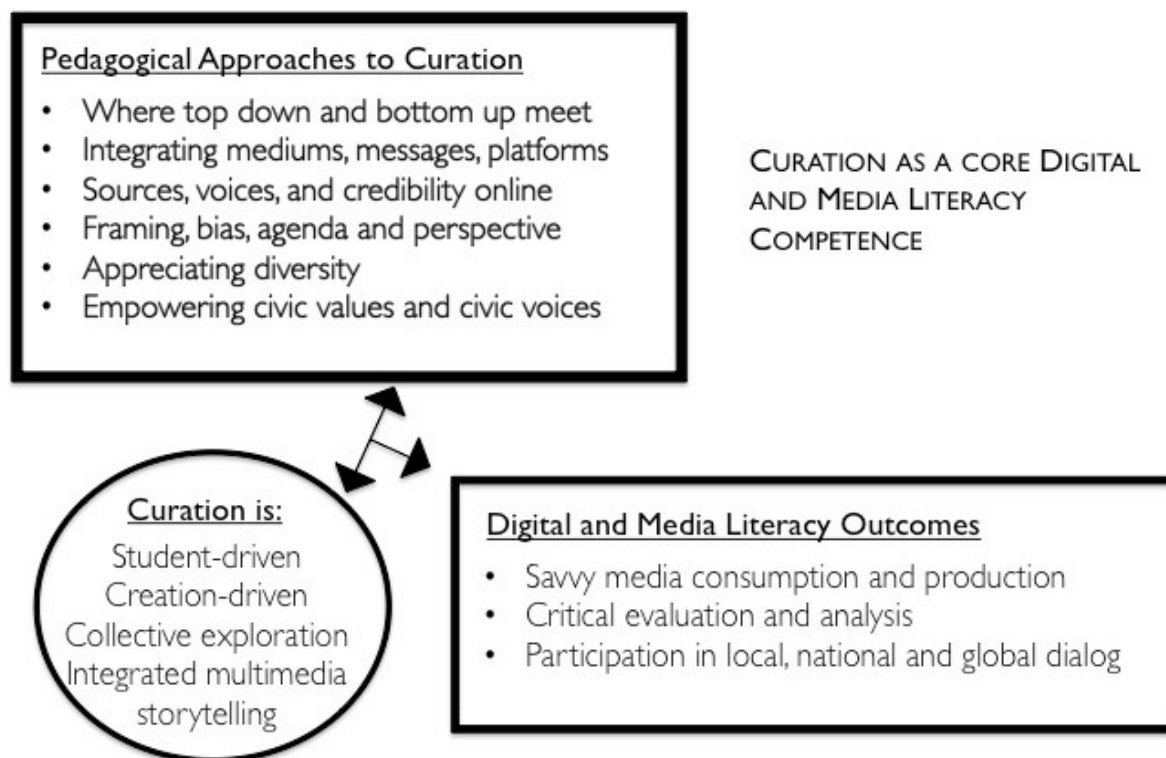 Pedagogical Approaches to Curation
• Where top down and bottom up meet
• Integrating mediums, messages, platforms
• Sources, voices, and credibility online
• Framing, bias, agenda and perspective
• Appreciating diversity
• Empowering civic values and civic voices
CURATION AS A CORE DIGITAL
AND MEDIA LITERACY
COMPETENCE
Curation is:
Student-driven
Creation-driven
Collective exploration
Integrated multimedia
storytelling
Digital and Media Literacy Outcomes
• Savvy media consumption and production
• Critical evaluation and analysis
• Participation in local, national and global dialog